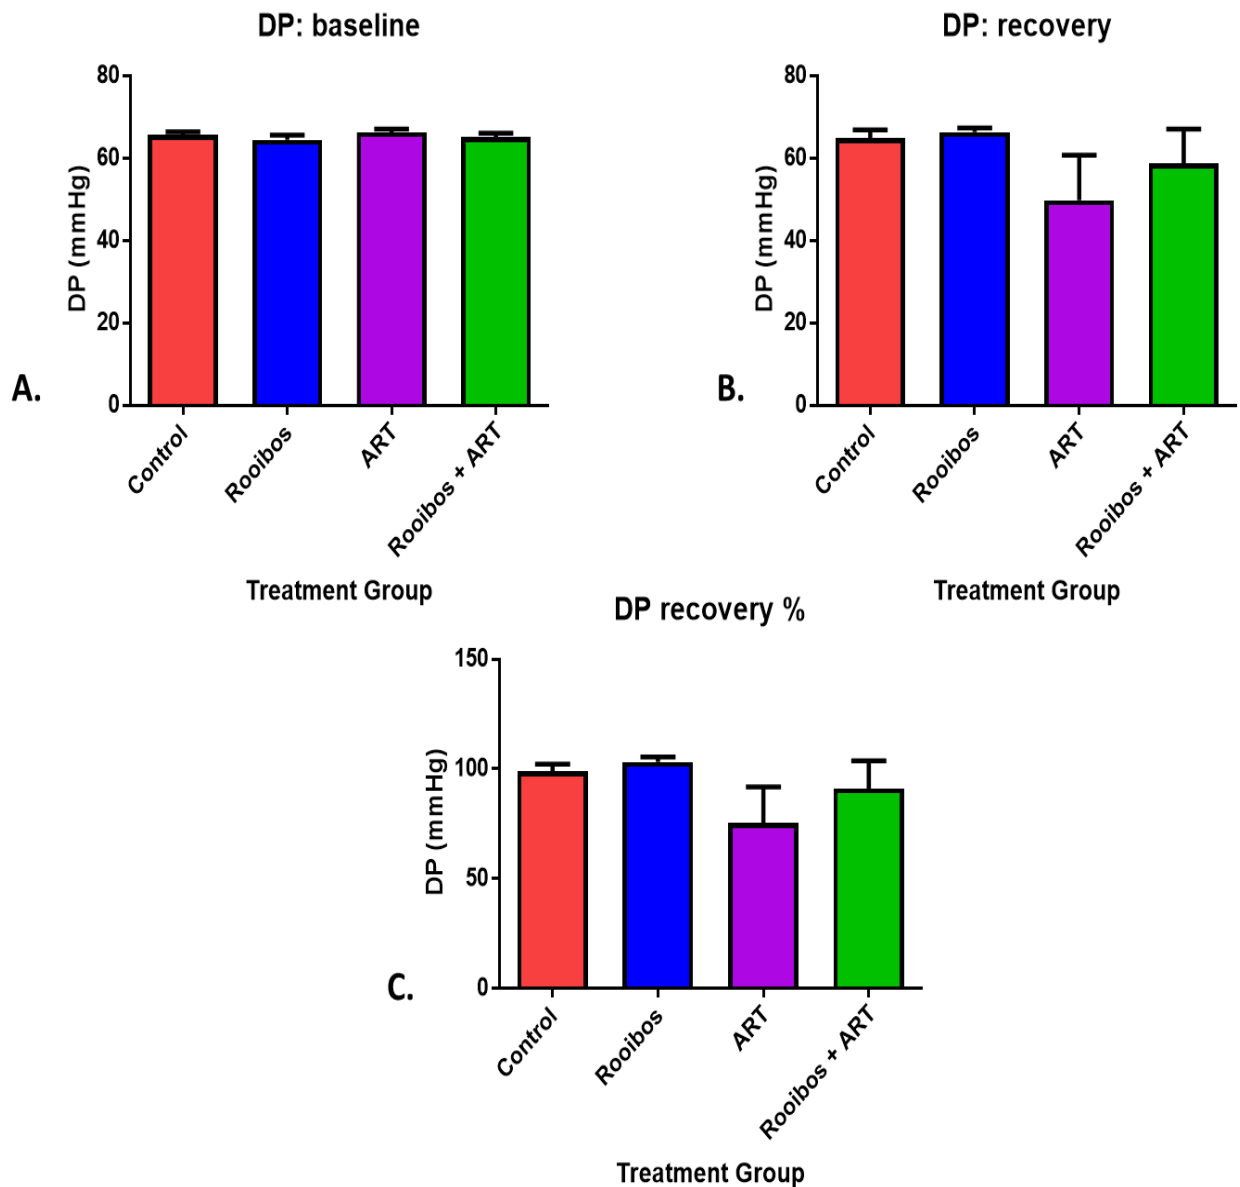 DP: baseline
80
60
40
20
0
DP (mmHg)
A.
Control
Rooibos
ART
Rooibos + ART
Treatment Group
DP: recovery
80
60
40
20
0
DP (mmHg)
B.
Control
Rooibos
ART
Rooibos + ART
Treatment Group
DP recovery %
150
100
50
0
DP (mmHg)
C.
Control
Rooibos
ART
Rooibos + ART
Treatment Group